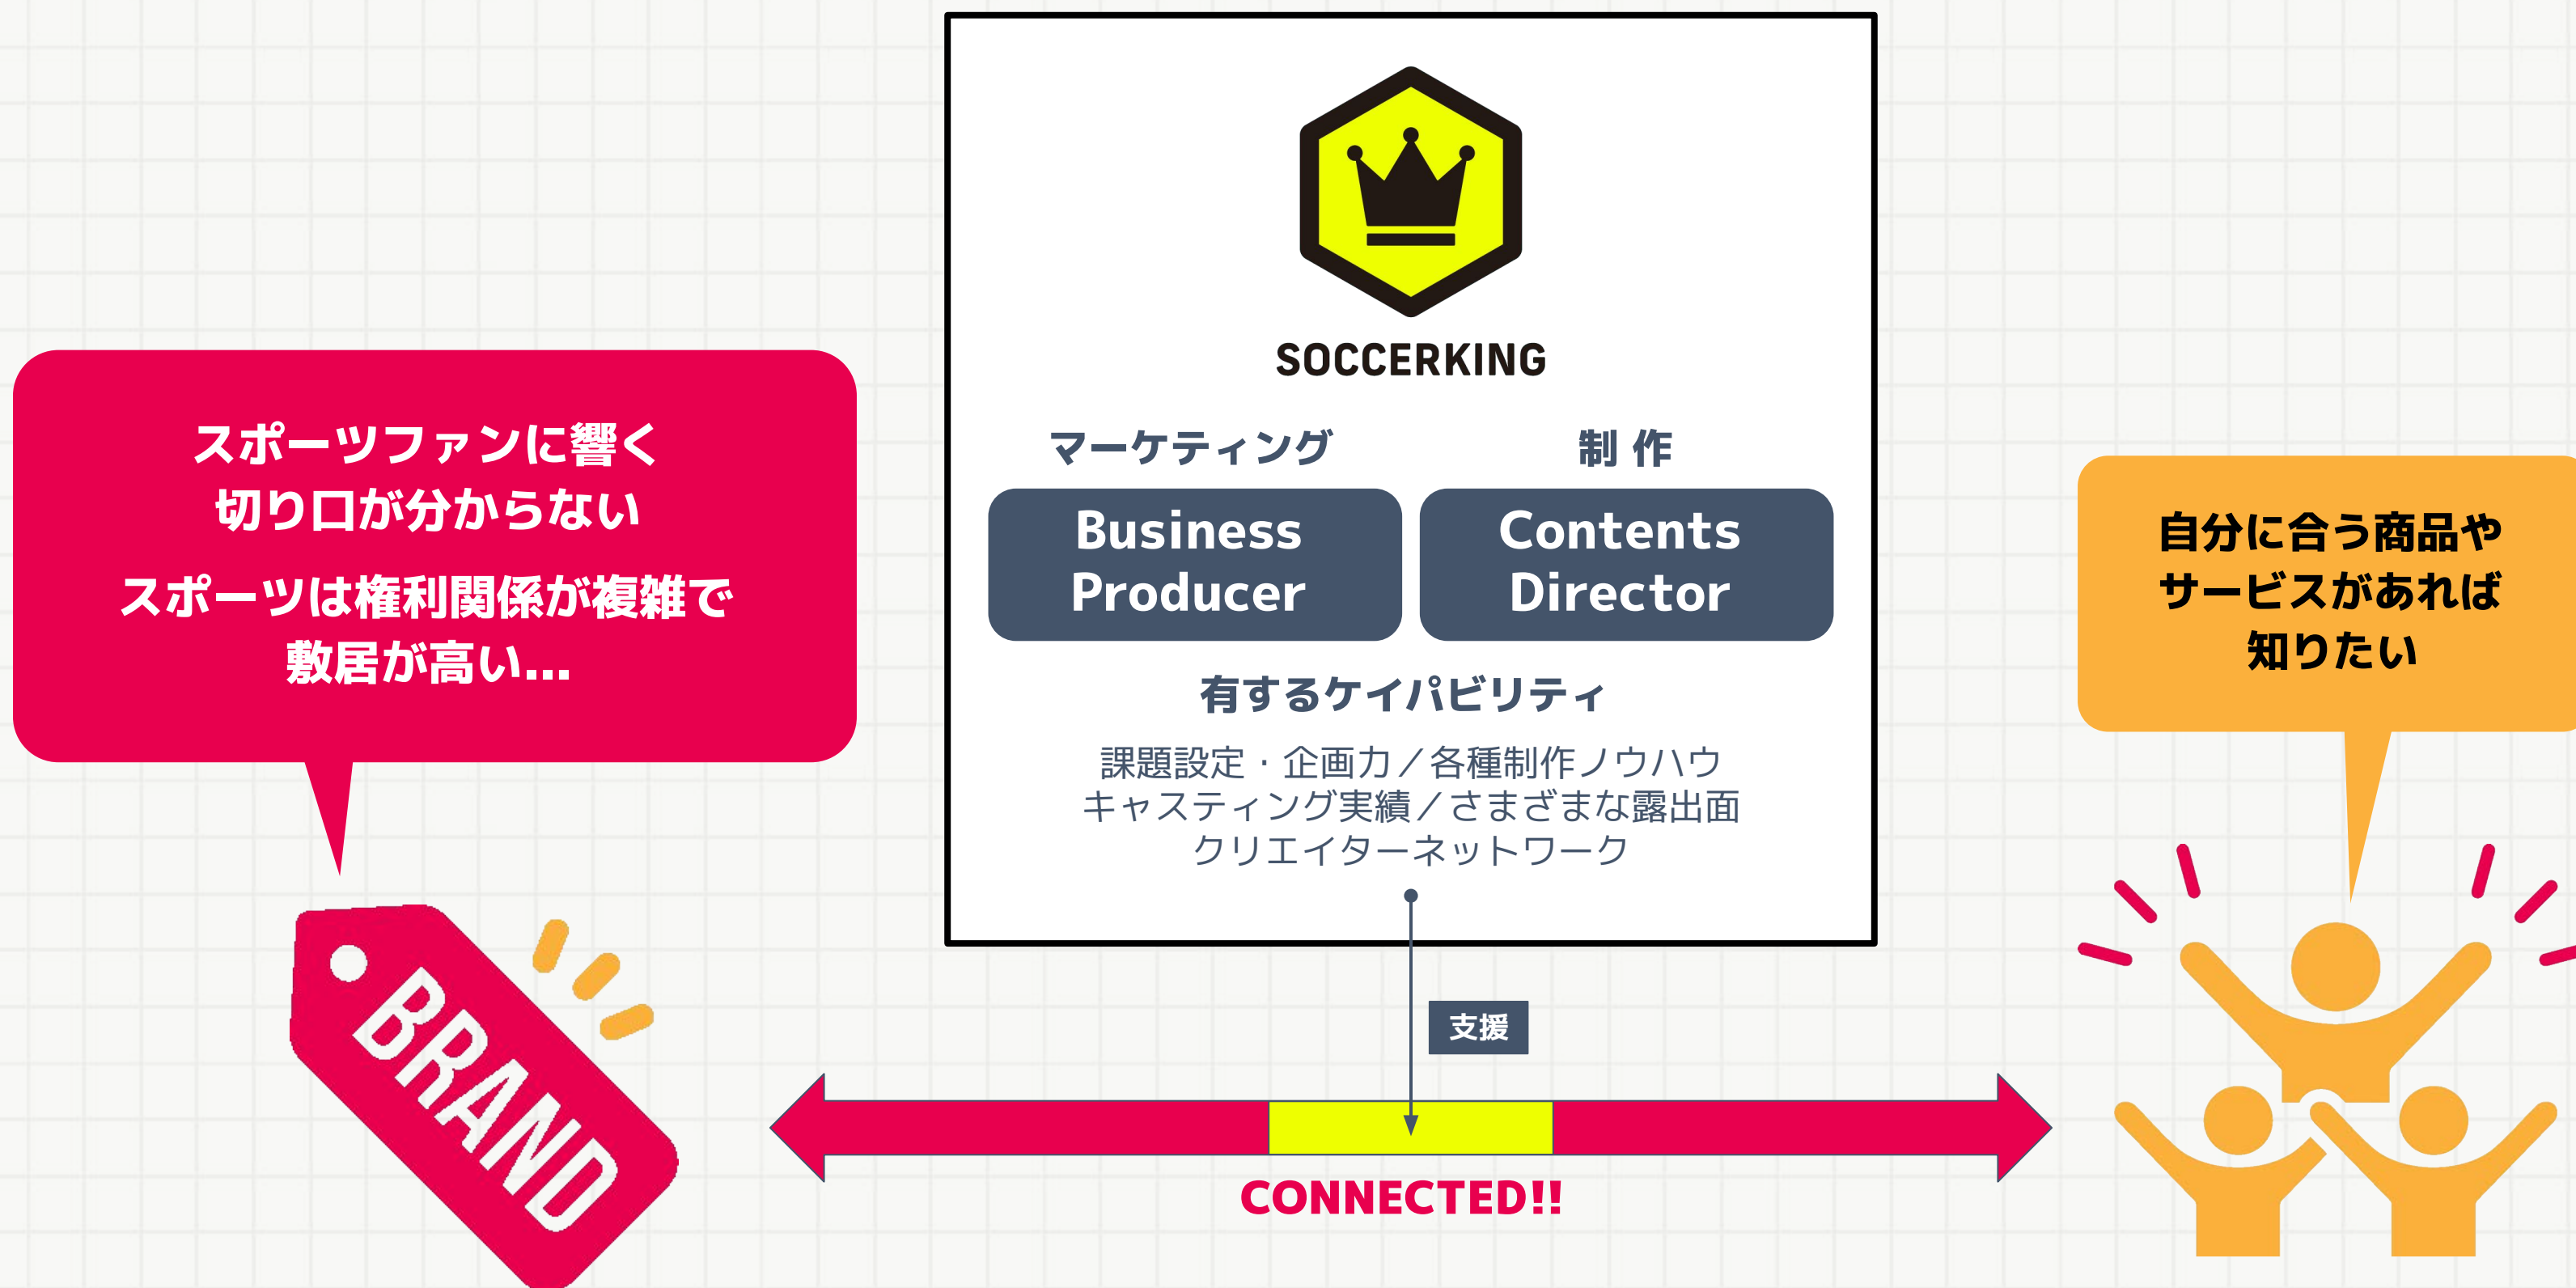 SOCCERKING
マーケティング
制 作
Business
Producer
Contents
Director
有するケイパビリティ
課題設定・企画力／各種制作ノウハウ
キャスティング実績／さまざまな露出面
クリエイターネットワーク
スポーツファンに響く
切り口が分からない
スポーツは権利関係が複雑で
敷居が高い...
自分に合う商品や
サービスがあれば
知りたい
BRAND
支援
CONNECTED!!